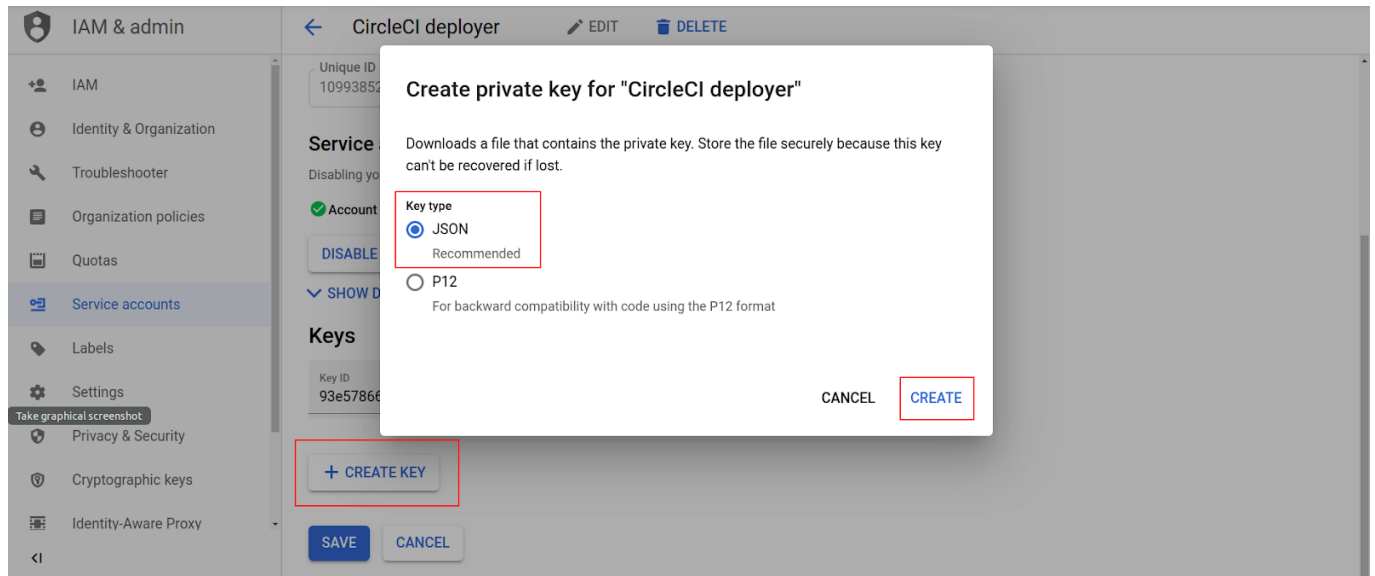 IAM & admin
CircleCI deployer
EDIT
DELETE
IAM
Identity & Organization
Troubleshooter
Organization policies
Quotas
Service accounts
Labels
Settings
Take graphical screenshot
Privacy & Security
Cryptographic keys
Identity-Aware Proxy
Unique ID
10993852
Service
Disabling yo
Account
DISABLE
SHOW D
Keys
Key ID
93e57866
+ CREATE KEY
SAVE
CANCEL
Create private key for "CircleCI deployer"
Downloads a file that contains the private key. Store the file securely because this key
can't be recovered if lost.
Key type
JSON
Recommended
P12
For backward compatibility with code using the P12 format
CANCEL
CREATE